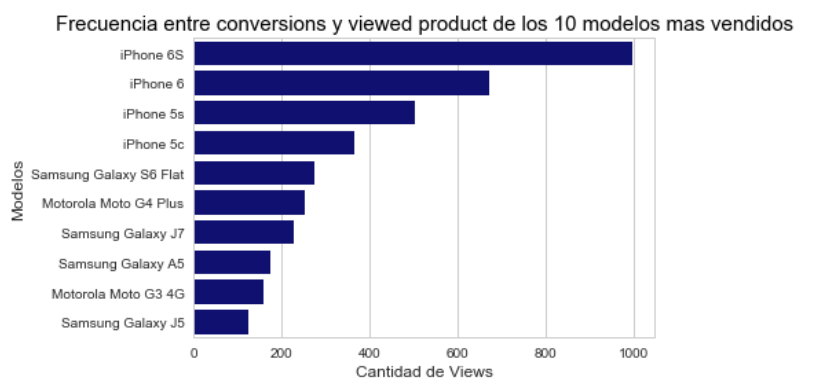 Frecuencia entre conversions y viewed product de los 10 modelos mas vendidos
Modelos
iPhone 6S
iPhone 6
iPhone 5s
iPhone 5c
Samsung Galaxy S6 Flat
Motorola Moto G4 Plus
Samsung Galaxy J7
Samsung Galaxy A5
Motorola Moto G3 4G
Samsung Galaxy J5
0 200 400 600 800 1000
Cantidad de Views